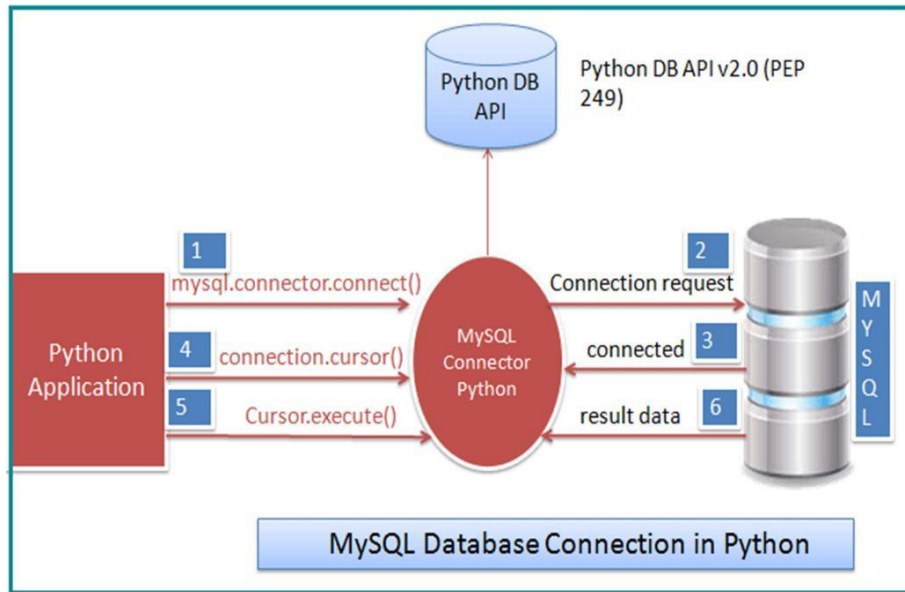 Python DB
API
Python DB API v2.0 (PEP
249)
1
mysql.connector.connect()
2
Connection request
Python
Application
4
connection.cursor()
MySQL
Connector
Python
connected
3
5
Cursor.execute()
result data
6
M
Y
S
Q
L
MySQL Database Connection in Python